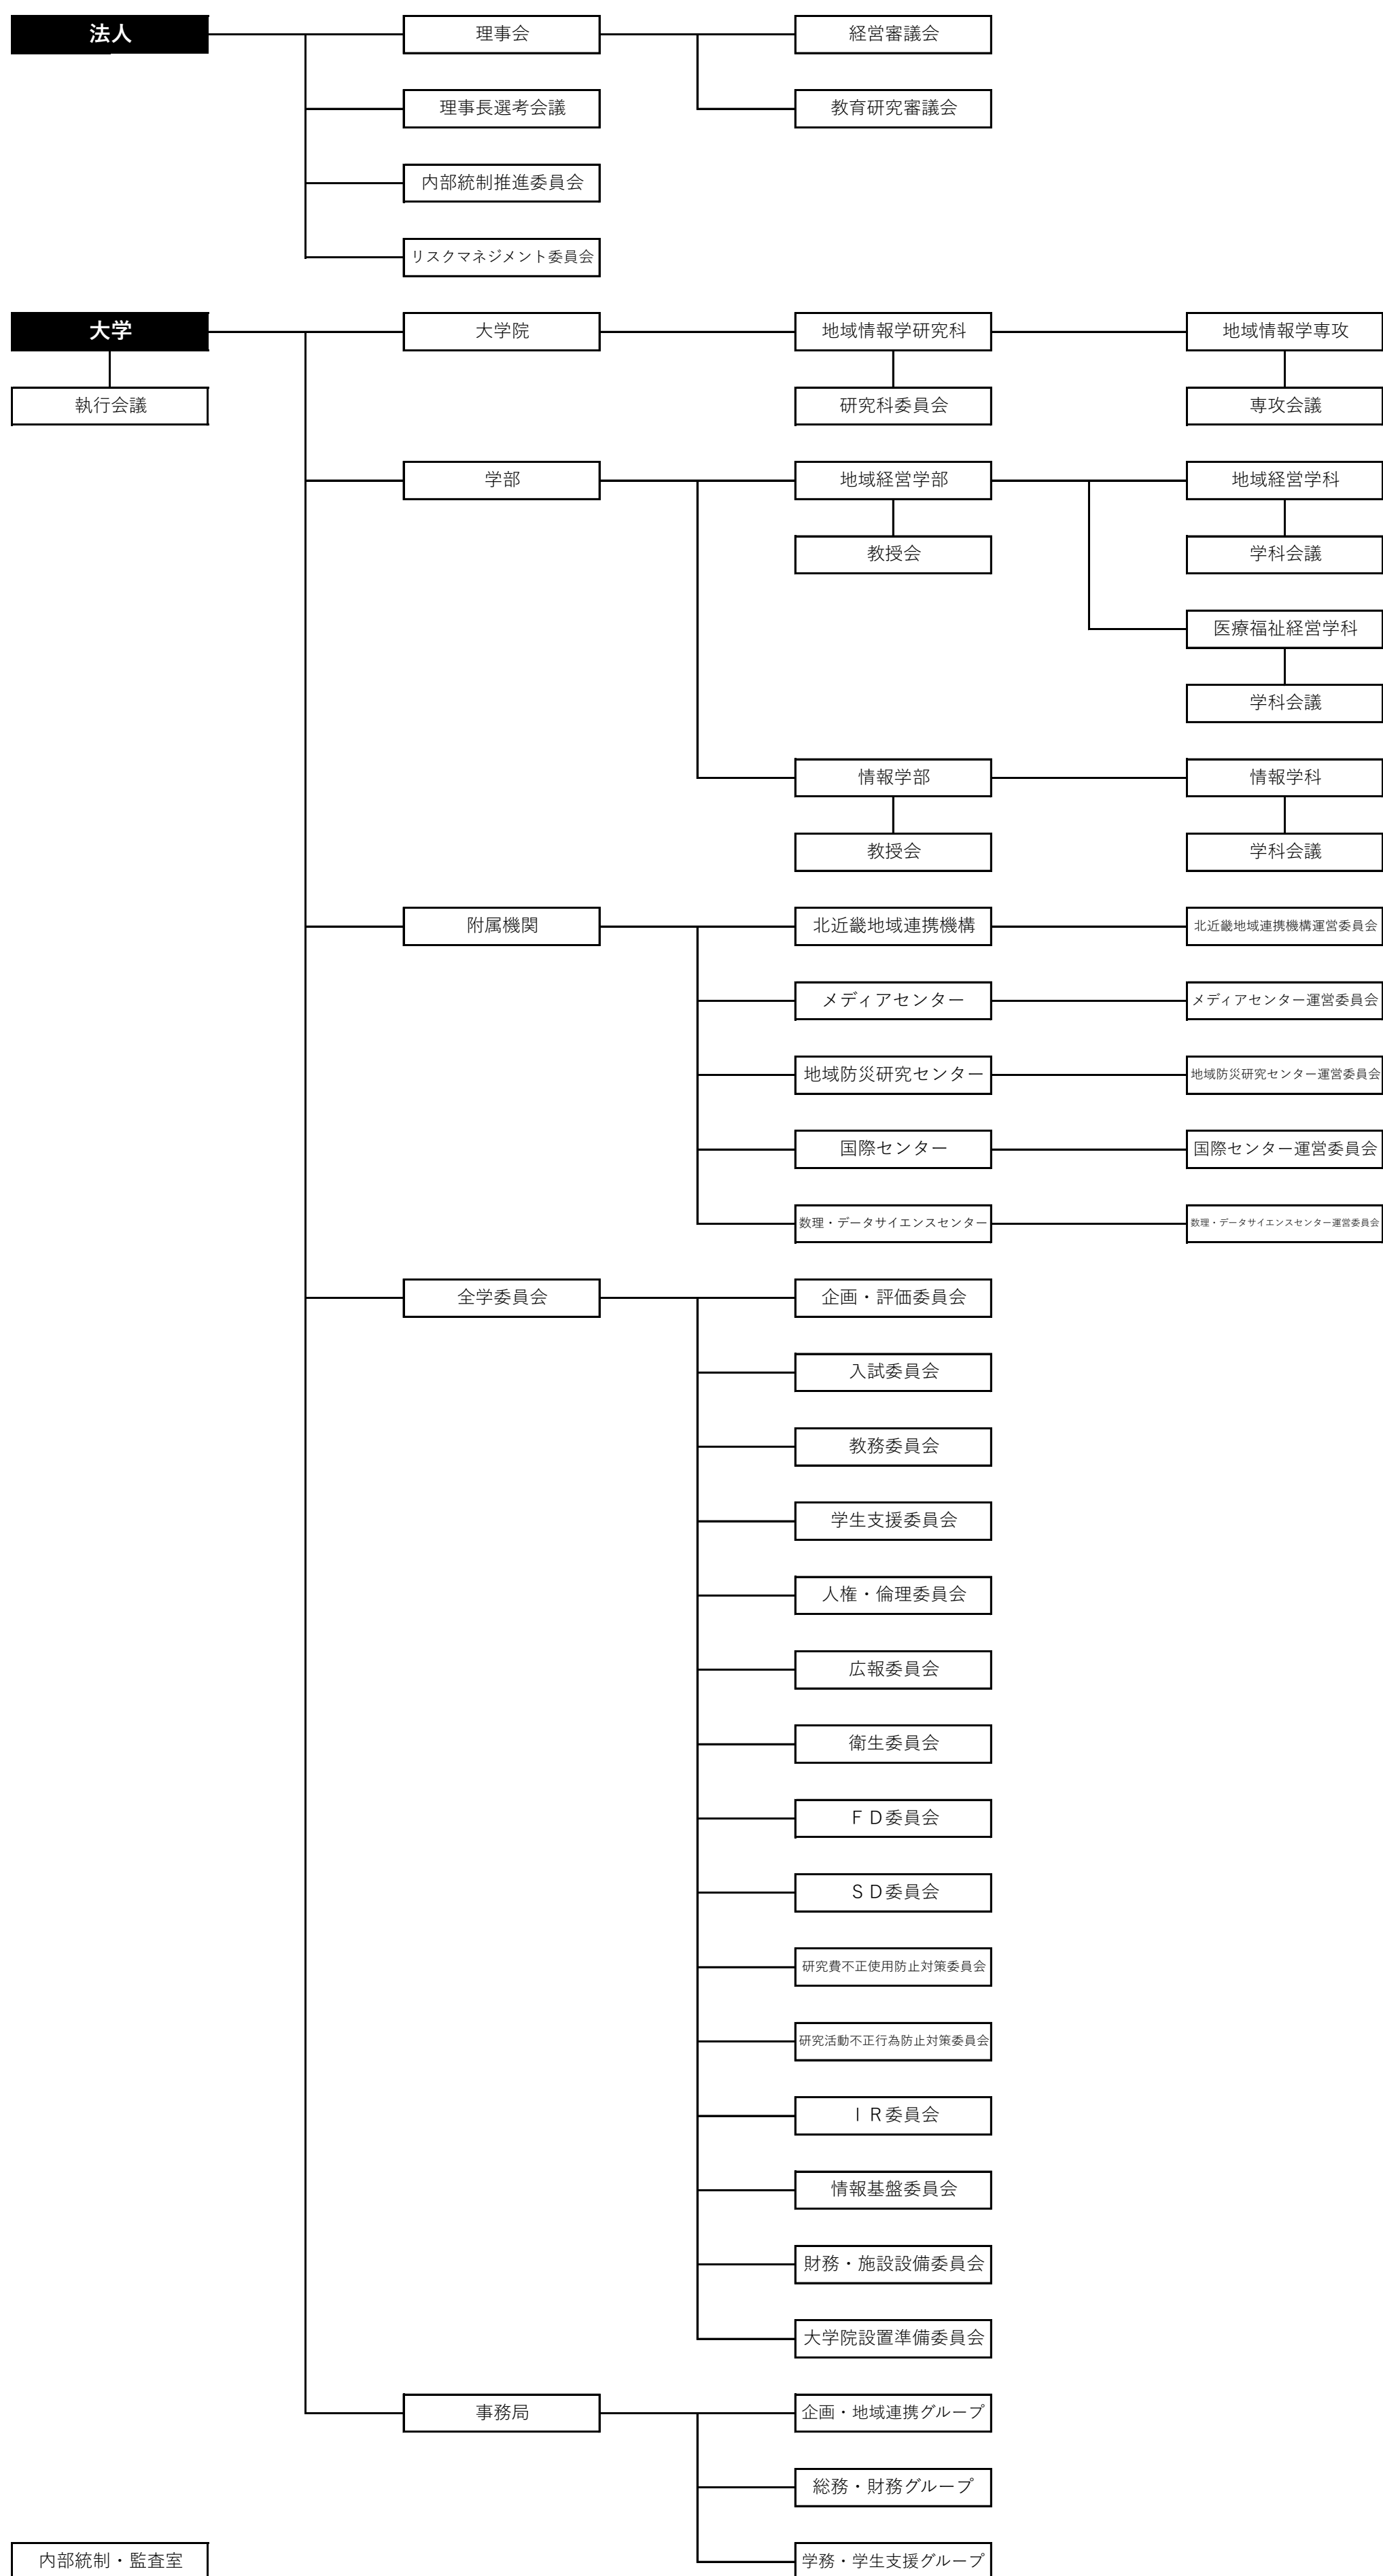 法人
理事会
経営審議会
理事長選考会議
教育研究審議会
内部統制推進委員会
リスクマネジメント委員会
大学
大学院
地域情報学研究科
地域情報学専攻
執行会議
研究科委員会
専攻会議
学部
地域経営学部
地域経営学科
教授会
学科会議
医療福祉経営学科
学科会議
情報学部
情報学科
教授会
学科会議
附属機関
北近畿地域連携機構
北近畿地域連携機構運営委員会
メディアセンター
メディアセンター運営委員会
地域防災研究センター
地域防災研究センター運営委員会
国際センター
国際センター運営委員会
数理・データサイエンスセンター
数理・データサイエンスセンター運営委員会
全学委員会
企画・評価委員会
入試委員会
教務委員会
学生支援委員会
人権・倫理委員会
広報委員会
衛生委員会
ＦＤ委員会
ＳＤ委員会
研究費不正使用防止対策委員会
研究活動不正行為防止対策委員会
ＩＲ委員会
情報基盤委員会
財務・施設設備委員会
大学院設置準備委員会
事務局
企画・地域連携グループ
総務・財務グループ
内部統制・監査室
学務・学生支援グループ